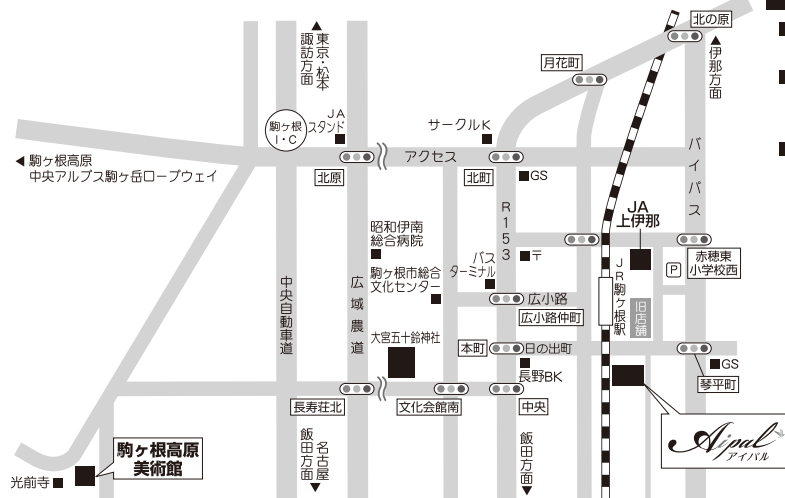 北の原
東京・松本
諏訪方面
伊那方面
月花町
駒ヶ根
I・C
JA
スタンド
サークルK
アクセス
バイパス
駒ヶ根高原
中央アルプス駒ヶ岳ロープウェイ
北原
北町
GS
R153
JA
上伊那
昭和伊南
総合病院
バス
ターミナル
〒
赤穂東
小学校西
P
駒ヶ根市総合
文化センター
中央自動車道
広域農道
JR駒ヶ根駅
旧店舗
広小路
広小路仲町
大宮五十鈴神社
本町
日の出町
長野BK
GS
琴平町
長寿荘北
文化会館南
中央
Aipal
アイパル
名古屋
飯田方面
飯田方面
駒ヶ根高原
美術館
光前寺